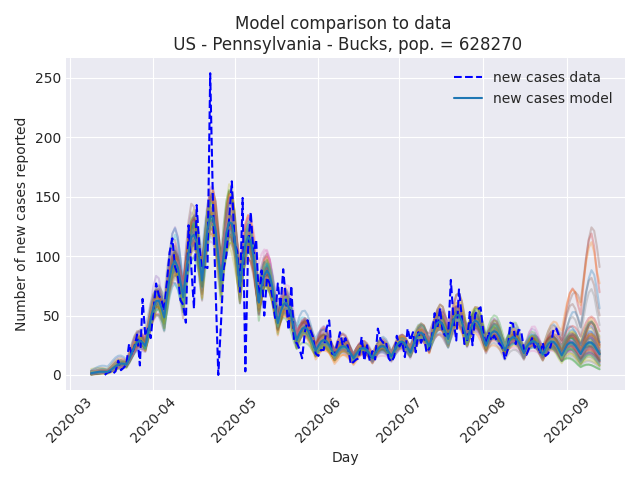 Model comparison to data
US - Pennsylvania - Bucks, pop. = 628270
new cases data
new cases model
Number of new cases reported
250
200
150
100
50
0
2020-03
2020-04
2020-05
2020-06
2020-07
2020-08
2020-09
Day